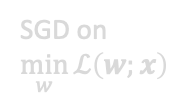 SGD on
min ℒ(𝒘; 𝒙)
𝒘